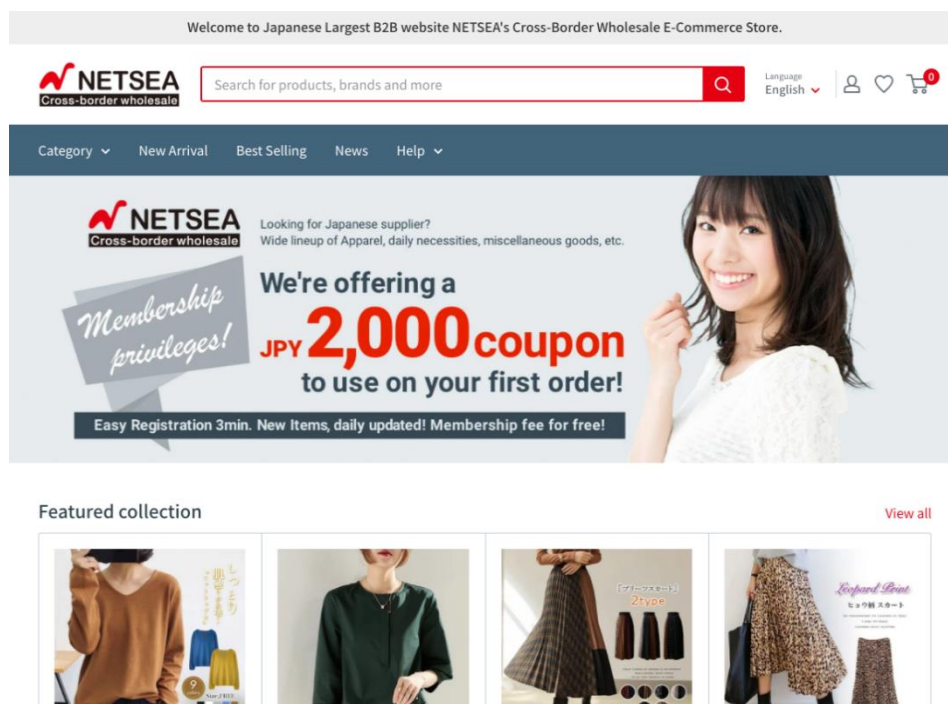 Welcome to Japanese Largest B2B website NETSEA's Cross-Border Wholesale E-Commerce Store.
NETSEA
Cross-border wholesale
Search for products, brands and more
Language
English
0
Category
New Arrival
Best Selling
News
Help
NETSEA
Cross-border wholesale
Looking for Japanese supplier?
Wide lineup of Apparel, daily necessities, miscellaneous goods, etc.
Membership
privileges!
We're offering a
JPY 2,000 coupon
to use on your first order!
Easy Registration 3min. New Items, daily updated! Membership fee for free!
Featured collection
View all
しっとり
9
[プリーツスカート]
2type
Leopard Print
ヒョウ柄 スカート